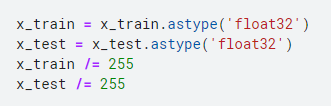 x_train = x_train.astype('float32')
x_test = x_test.astype('float32')
x_train /= 255
x_test /= 255